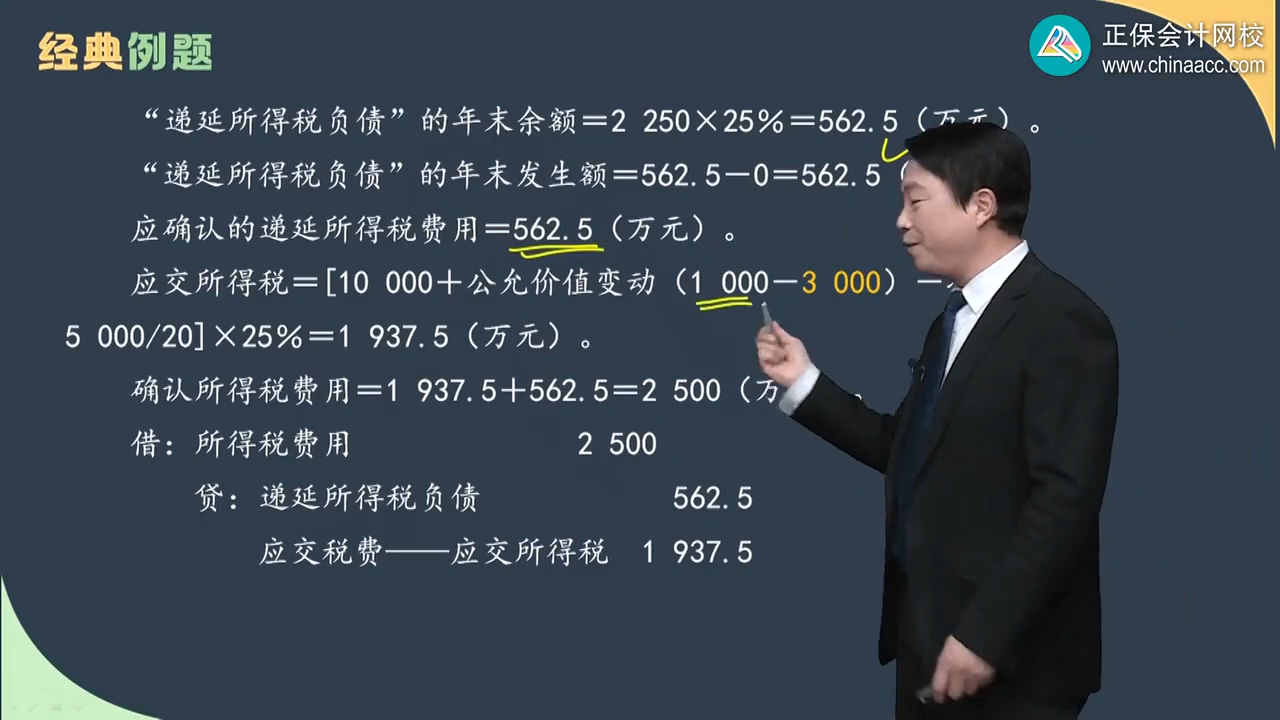 经典例题
正保会计网校
www.chinaacc.com
“递延所得税负债”的年末余额=2 250×25%=562.5（万元）。
“递延所得税负债”的年末发生额=562.5-0=562.5（
应确认的递延所得税费用=562.5（万元）。
应交所得税=[10 000+公允价值变动（1 000-3 000）-
5 000/20]×25%=1 937.5（万元）。
确认所得税费用=1 937.5+562.5=2 500（万
借：所得税费用 2 500
贷：递延所得税负债 562.5
应交税费——应交所得税 1 937.5